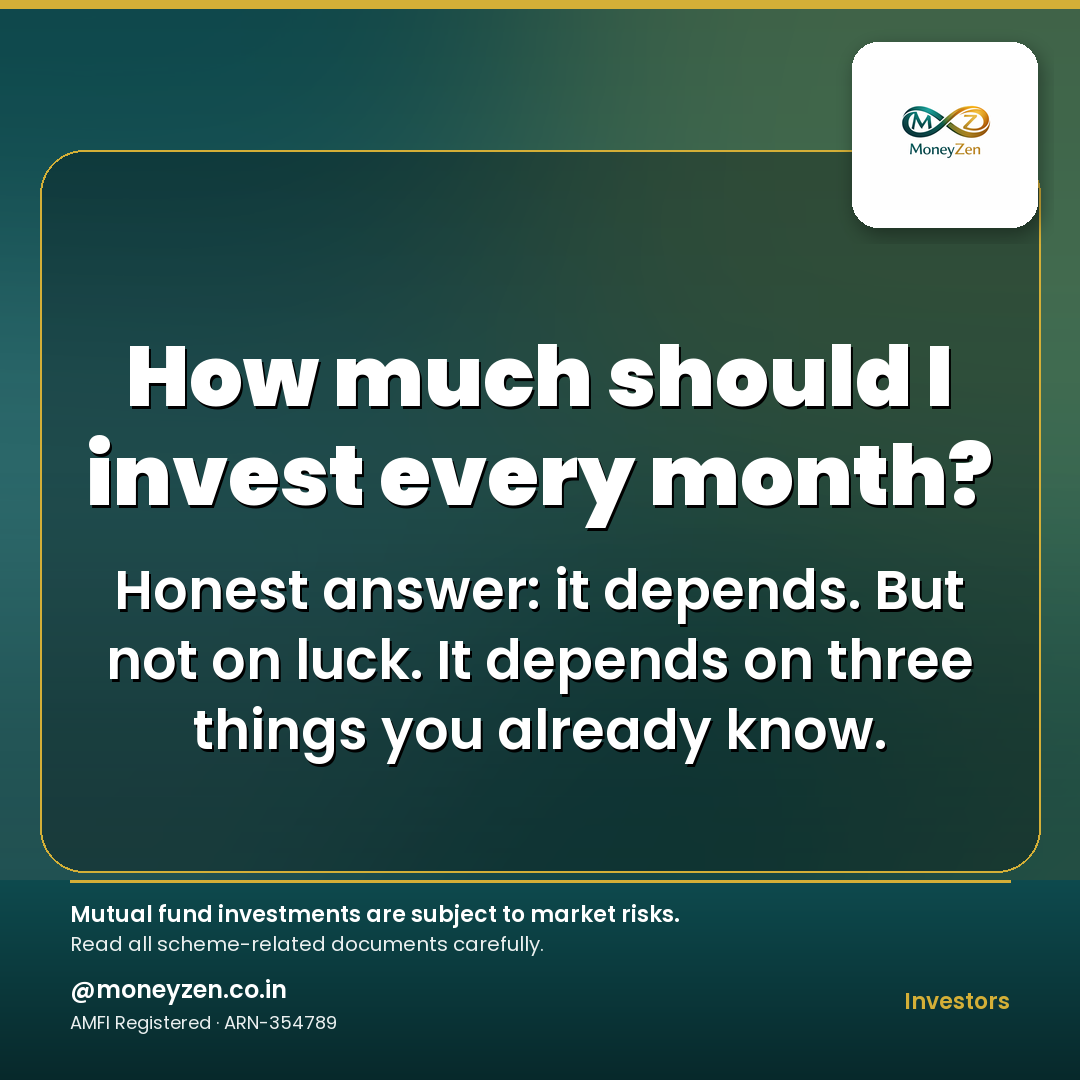 MZ
MoneyZen
How much should I
invest every month?
Honest answer: it depends. But
not on luck. It depends on three
things you already know.
Mutual fund investments are subject to market risks.
Read all scheme-related documents carefully.
@moneyzen.co.in
AMFI Registered · ARN-354789
Investors